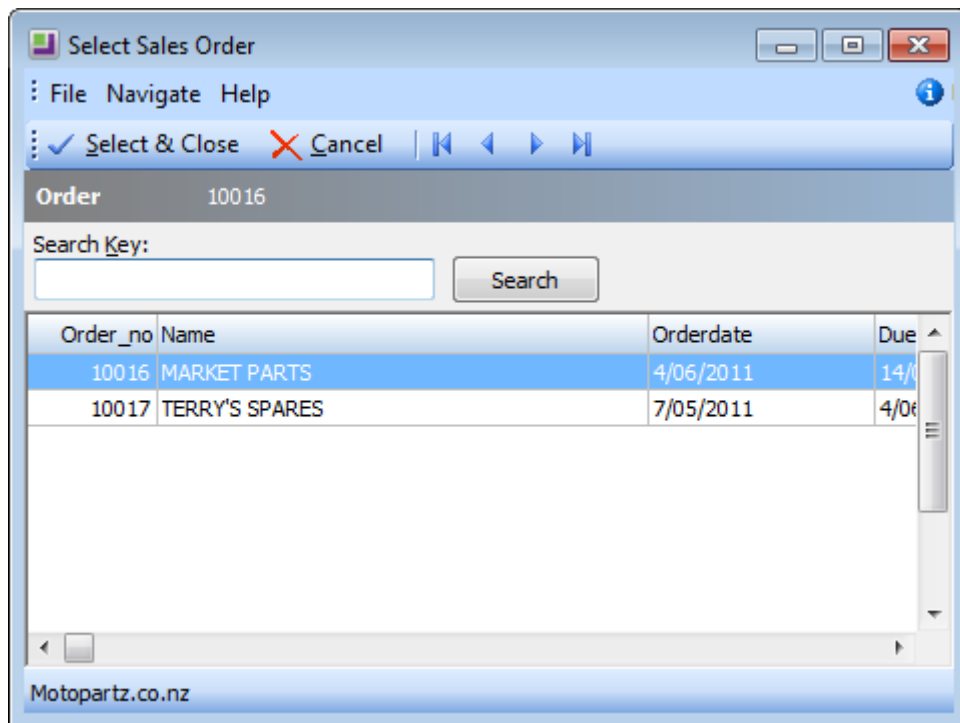 Select Sales Order
File Navigate Help
Select & Close Cancel
Order 10016
Search Key:
Search
Order_no Name Orderdate Due
10016 MARKET PARTS 4/06/2011
10017 TERRY'S SPARES 7/05/2011
Motopartz.co.nz